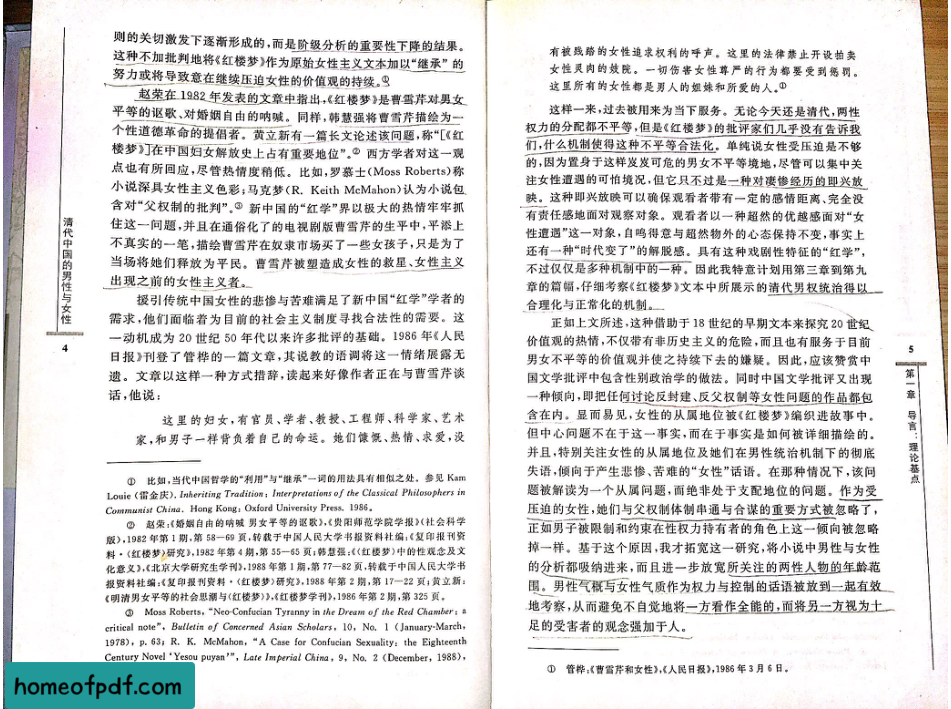 则的关切激发下逐渐形成的,而是阶级分析的重要性下降的结果。
这种不加批判地将《红楼梦》作为原始女性主义文本加以“继承”的
努力或将导致意在继续压迫女性的价值观的持续。①
赵荣在1982年发表的文章中指出,《红楼梦》是曹雪芹对男女
平等的讴歌、对婚姻自由的呐喊。同样,韩慧强将曹雪芹描绘为一
个性道德革命的提倡者。黄立新有一篇长文论述该问题,称“[《红
楼梦》]在中国妇女解放史上占有重要地位”。② 西方学者对这一观
点也有所回应,尽管热情度稍低。比如,罗慕士(Moss Roberts)称
小说深具女性主义色彩;马克梦(R. Keith McMahon)认为小说包
含对“父权制的批判”。③ 新中国的“红学”界以极大的热情牢牢抓
住这一问题,并且在通俗化了的电视剧版曹雪芹的生平中,平添上
不真实的一笔,描绘曹雪芹在奴隶市场买了一些女孩子,只是为了
当场将她们释放为平民。曹雪芹被塑造成女性的救星、女性主义
出现之前的女性主义者。
援引传统中国女性的悲惨与苦难满足了新中国“红学”学者的
需求,他们面临着为目前的社会主义制度寻找合法性的需要。这
一动机成为20世纪50年代以来许多批评的基础。1986年《人民
日报》刊登了管桦的一篇文章,其说教的语调将这一情绪展露无
遗。文章以这样一种方式措辞,读起来好像作者正在与曹雪芹谈
话,他说:
这里的妇女,有官员、学者、教授、工程师、科学家、艺术
家,和男子一样背负着自己的命运。她们慷慨、热情、求爱,没
① 比如,当代中国哲学的“利用”与“继承”一词的用法具有相似之处。参见 Kam
Louie (雷金庆), Inheriting Tradition: Interpretations of the Classical Philosophers in
Communist China. Hong Kong: Oxford University Press, 1986。
② 赵荣:《婚姻自由的呐喊 男女平等的讴歌》,《贵阳师范学院学报》(社会科学
版),1982年第1期,第58—69页,转载于中国人民大学书报资料社编:《复印报刊资
料·〈红楼梦〉研究》,1982年第4期,第55—65页;韩慧强:《〈红楼梦〉中的性观念及文
化意义》,《北京大学研究生学刊》,1988年第1期,第77—82页,转载于中国人民大学书
报资料社编:《复印报刊资料·〈红楼梦〉研究》,1988年第2期,第17—22页;黄立新:
《明清男女平等的社会思潮与〈红楼梦〉》,《红楼梦学刊》,1986年第2期,第325页。
③ Moss Roberts, “Neo-Confucian Tyranny in the Dream of the Red Chamber: a
critical note”, Bulletin of Concerned Asian Scholars, 10, No. 1 (January-March,
1978), p. 63; R. K. McMahon, “A Case for Confucian Sexuality: the Eighteenth
Century Novel ‘Yesou puyan’”, Late Imperial China, 9, No. 2 (December, 1988),
清代中国的男性与女性
4
homeofpdf.com
有被践踏的女性追求权利的呼声。这里的法律禁止开设拍卖
女性灵肉的妓院。一切伤害女性尊严的行为都要受到惩罚。
这里所有的女性都是男人的姐妹和所爱的人。①
这样一来,过去被用来为当下服务。无论今天还是清代,两性
权力的分配都不平等,但是《红楼梦》的批评家们几乎没有告诉我
们,什么机制使得这种不平等合法化。单纯说女性受压迫是不够
的,因为置身于这样岌岌可危的男女不平等境地,尽管可以集中关
注女性遭遇的可怕境况,但它只不过是一种对凄惨经历的即兴放
映。这种即兴放映可以确保观看者带有一定的感情距离、完全没
有责任感地面对观察对象。观看者以一种超然的优越感面对“女
性遭遇”这一对象,自鸣得意与超然物外的心态保持不变,事实上
还有一种“时代变了”的解脱感。具有这种戏剧性特征的“红学”,
不过仅仅是多种机制中的一种。因此我特意计划用第三章到第九
章的篇幅,仔细考察《红楼梦》文本中所展示的清代男权统治得以
合理化与正常化的机制。
正如上文所述,这种借助于18世纪的早期文本来探究20世纪
价值观的热情,不仅带有非历史主义的危险,而且也有服务于目前
男女不平等的价值观并使之持续下去的嫌疑。因此,应该赞赏中
国文学批评中包含性别政治学的做法。同时中国文学批评又出现
一种倾向,即把任何讨论反封建、反父权制等女性问题的作品都包
含在内。显而易见,女性的从属地位被《红楼梦》编织进故事中。
但中心问题不在于这一事实,而在于事实是如何被详细描绘的。
并且,特别关注女性的从属地位及她们在男性统治机制下的彻底
失语,倾向于产生悲惨、苦难的“女性”话语。在那种情况下,该问
题被解读为一个从属问题,而绝非处于支配地位的问题。作为受
压迫的女性,她们与父权制体制串通与合谋的重要方式被忽略了,
正如男子被限制和约束在性权力持有者的角色上这一倾向被忽略
掉一样。基于这个原因,我才拓宽这一研究,将小说中男性与女性
的分析都吸纳进来,而且进一步放宽所关注的两性人物的年龄范
围。男性气概与女性气质作为权力与控制的话语被放到一起有效
地考察,从而避免不自觉地将一方看作全能的,而将另一方视为十
足的受害者的观念强加于人。
① 管桦:《曹雪芹和女性》,《人民日报》,1986年3月6日。
5
第一章 导言:理论基点